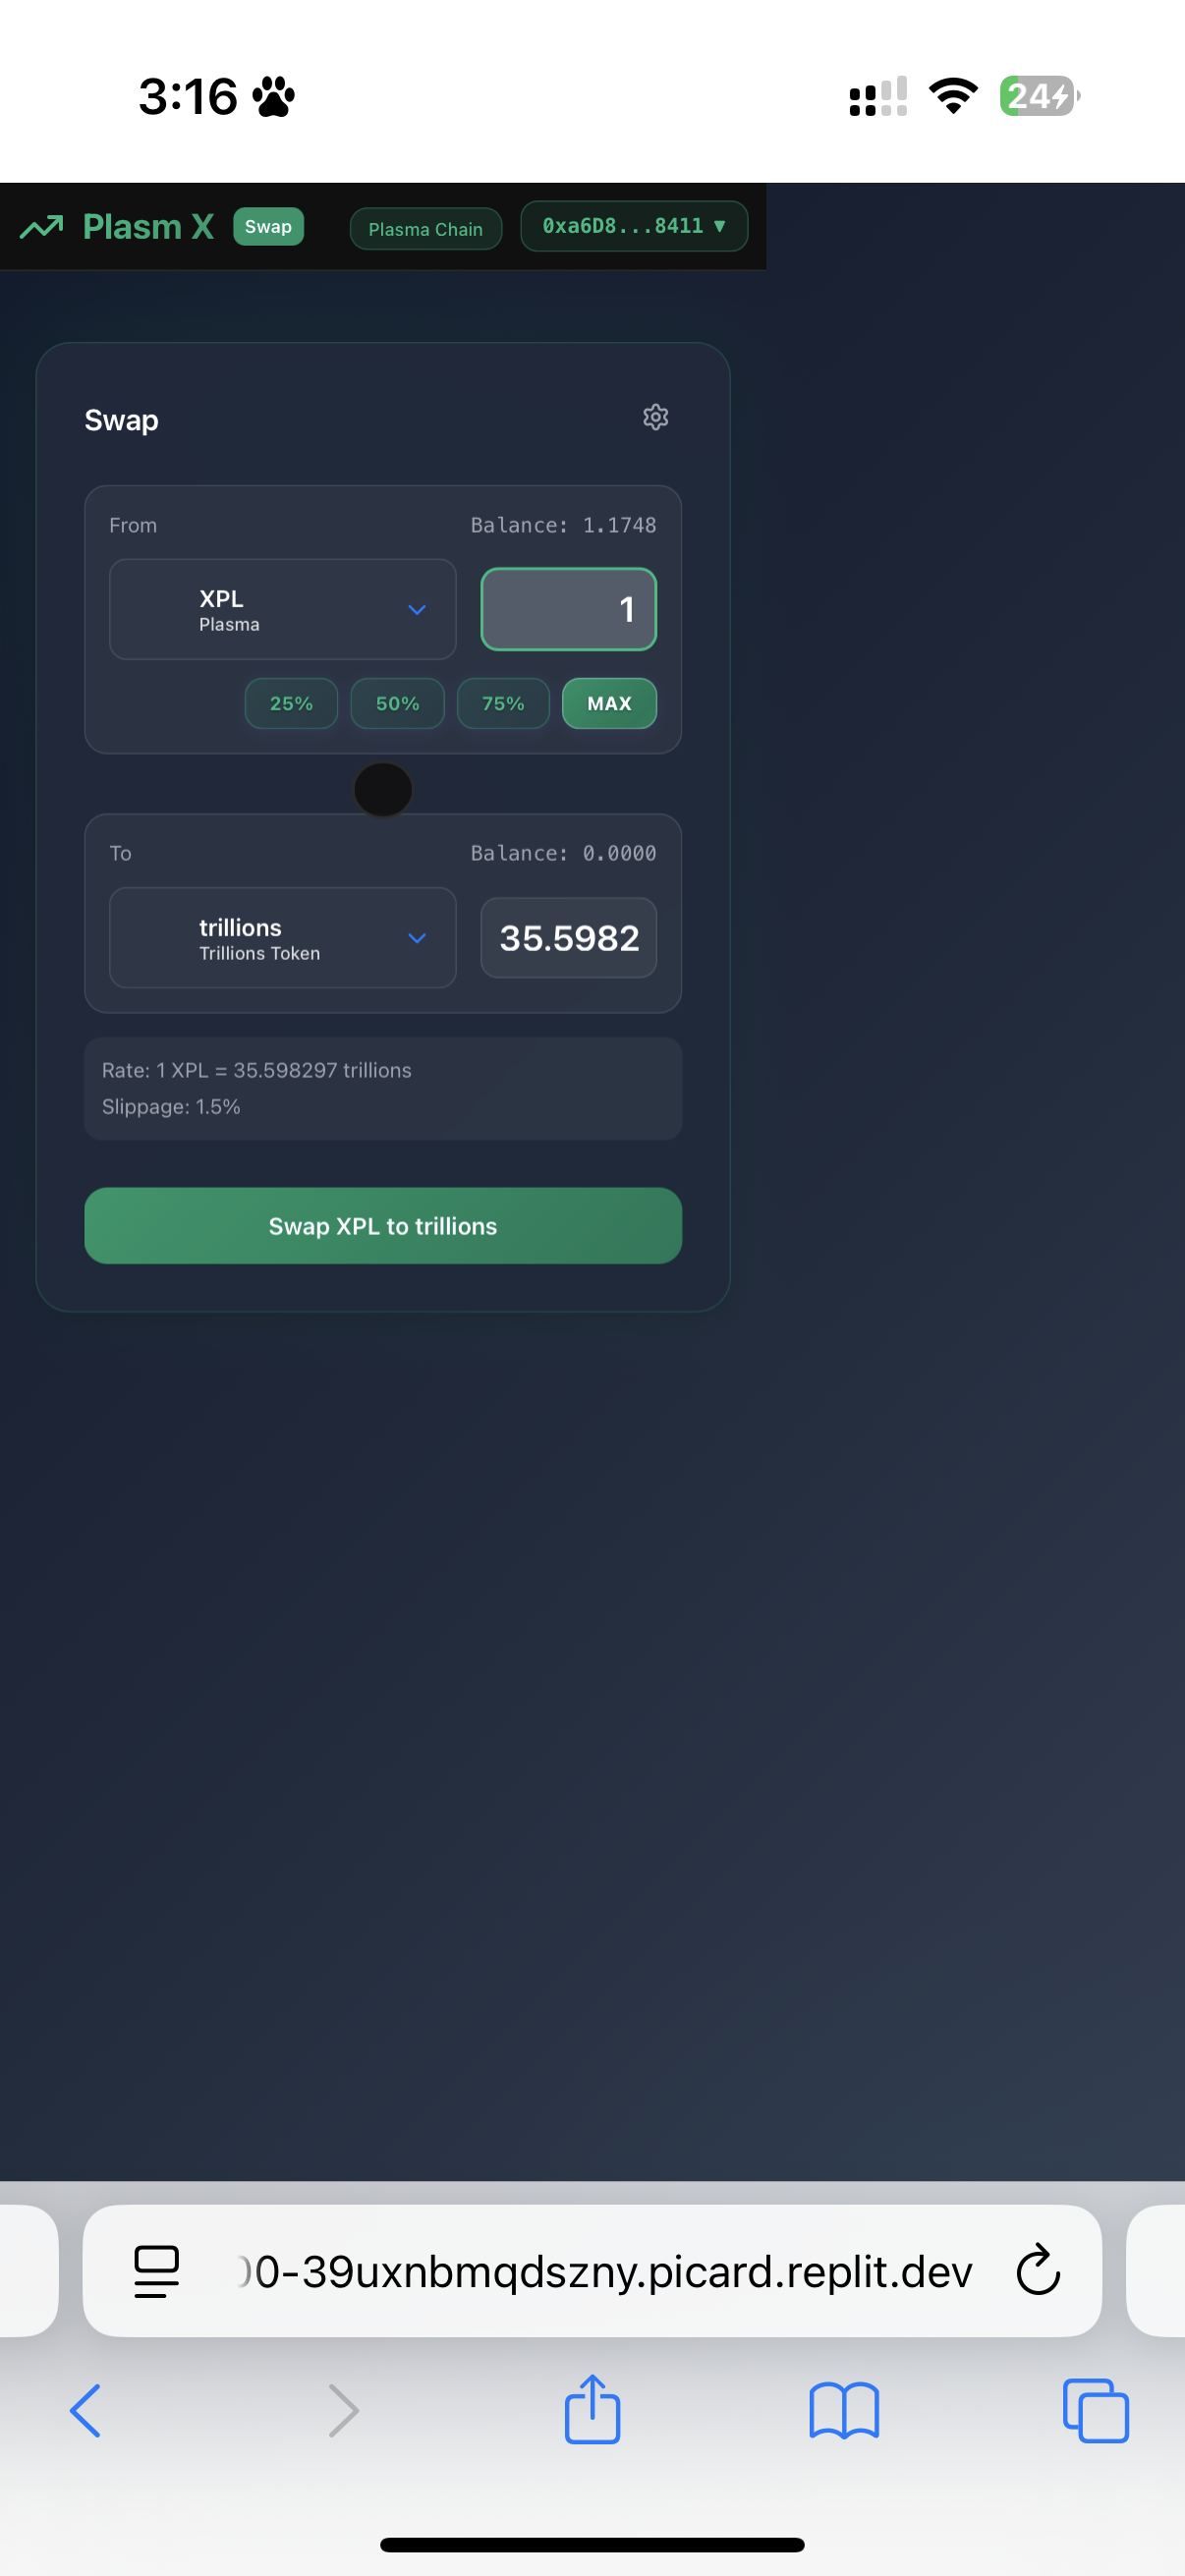 3:16
24
Plasm X
Swap
Plasma Chain
0xa6D8...8411 ▼
Swap
From
Balance: 1.1748
XPL
Plasma
1
25%
50%
75%
MAX
To
Balance: 0.0000
trillions
Trillions Token
35.5982
Rate: 1 XPL = 35.598297 trillions
Slippage: 1.5%
Swap XPL to trillions
0-39uxnbmqdszny.picard.replit.dev